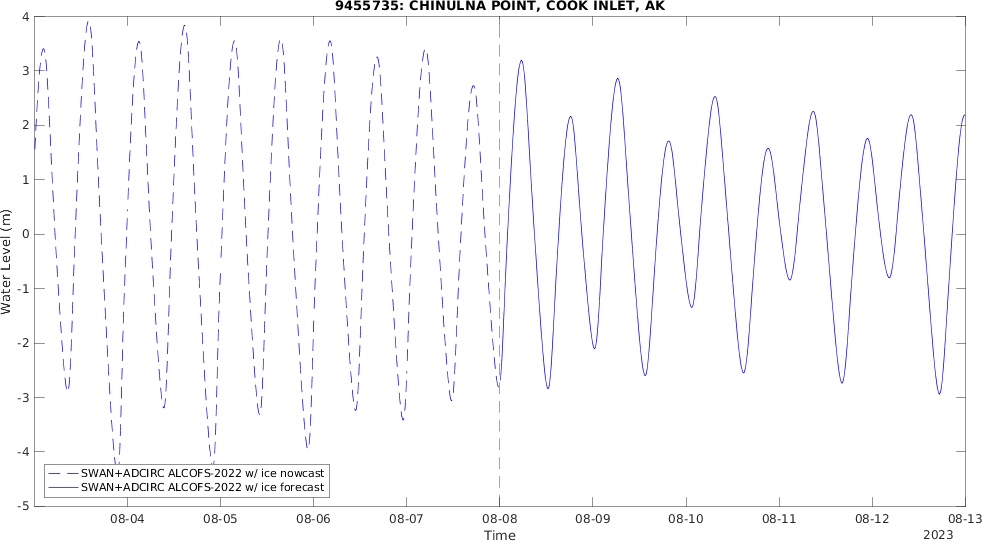 9455735: CHINULNA POINT, COOK INLET, AK
4
3
2
1
0
-1
-2
-3
-4
-5
Water Level (m)
SWAN+ADCIRC ALCOFS-2022 w/ ice nowcast
SWAN+ADCIRC ALCOFS-2022 w/ ice forecast
08-04 08-05 08-06 08-07 08-08 08-09 08-10 08-11 08-12 08-13
Time
2023